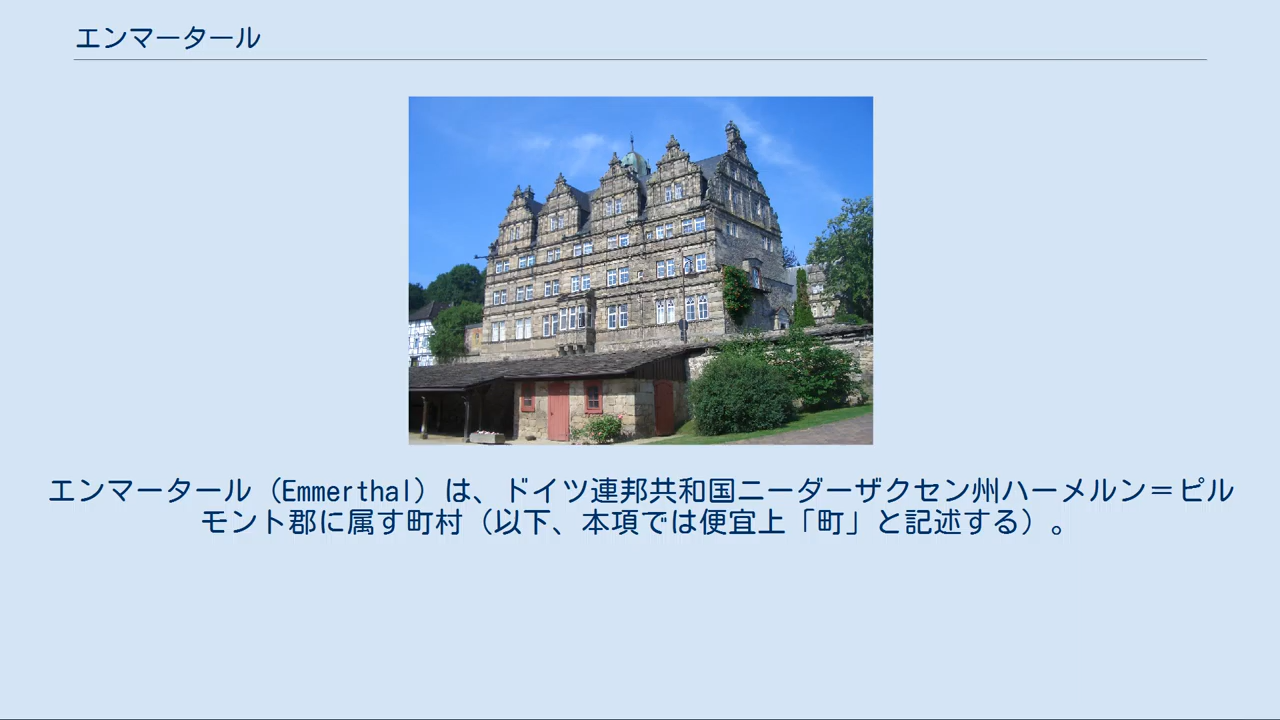 エンマータール
エンマータール（Emmerthal）は、ドイツ連邦共和国ニーダーザクセン州ハーメルン＝ピル
モント郡に属す町村（以下、本項では便宜上「町」と記述する）。